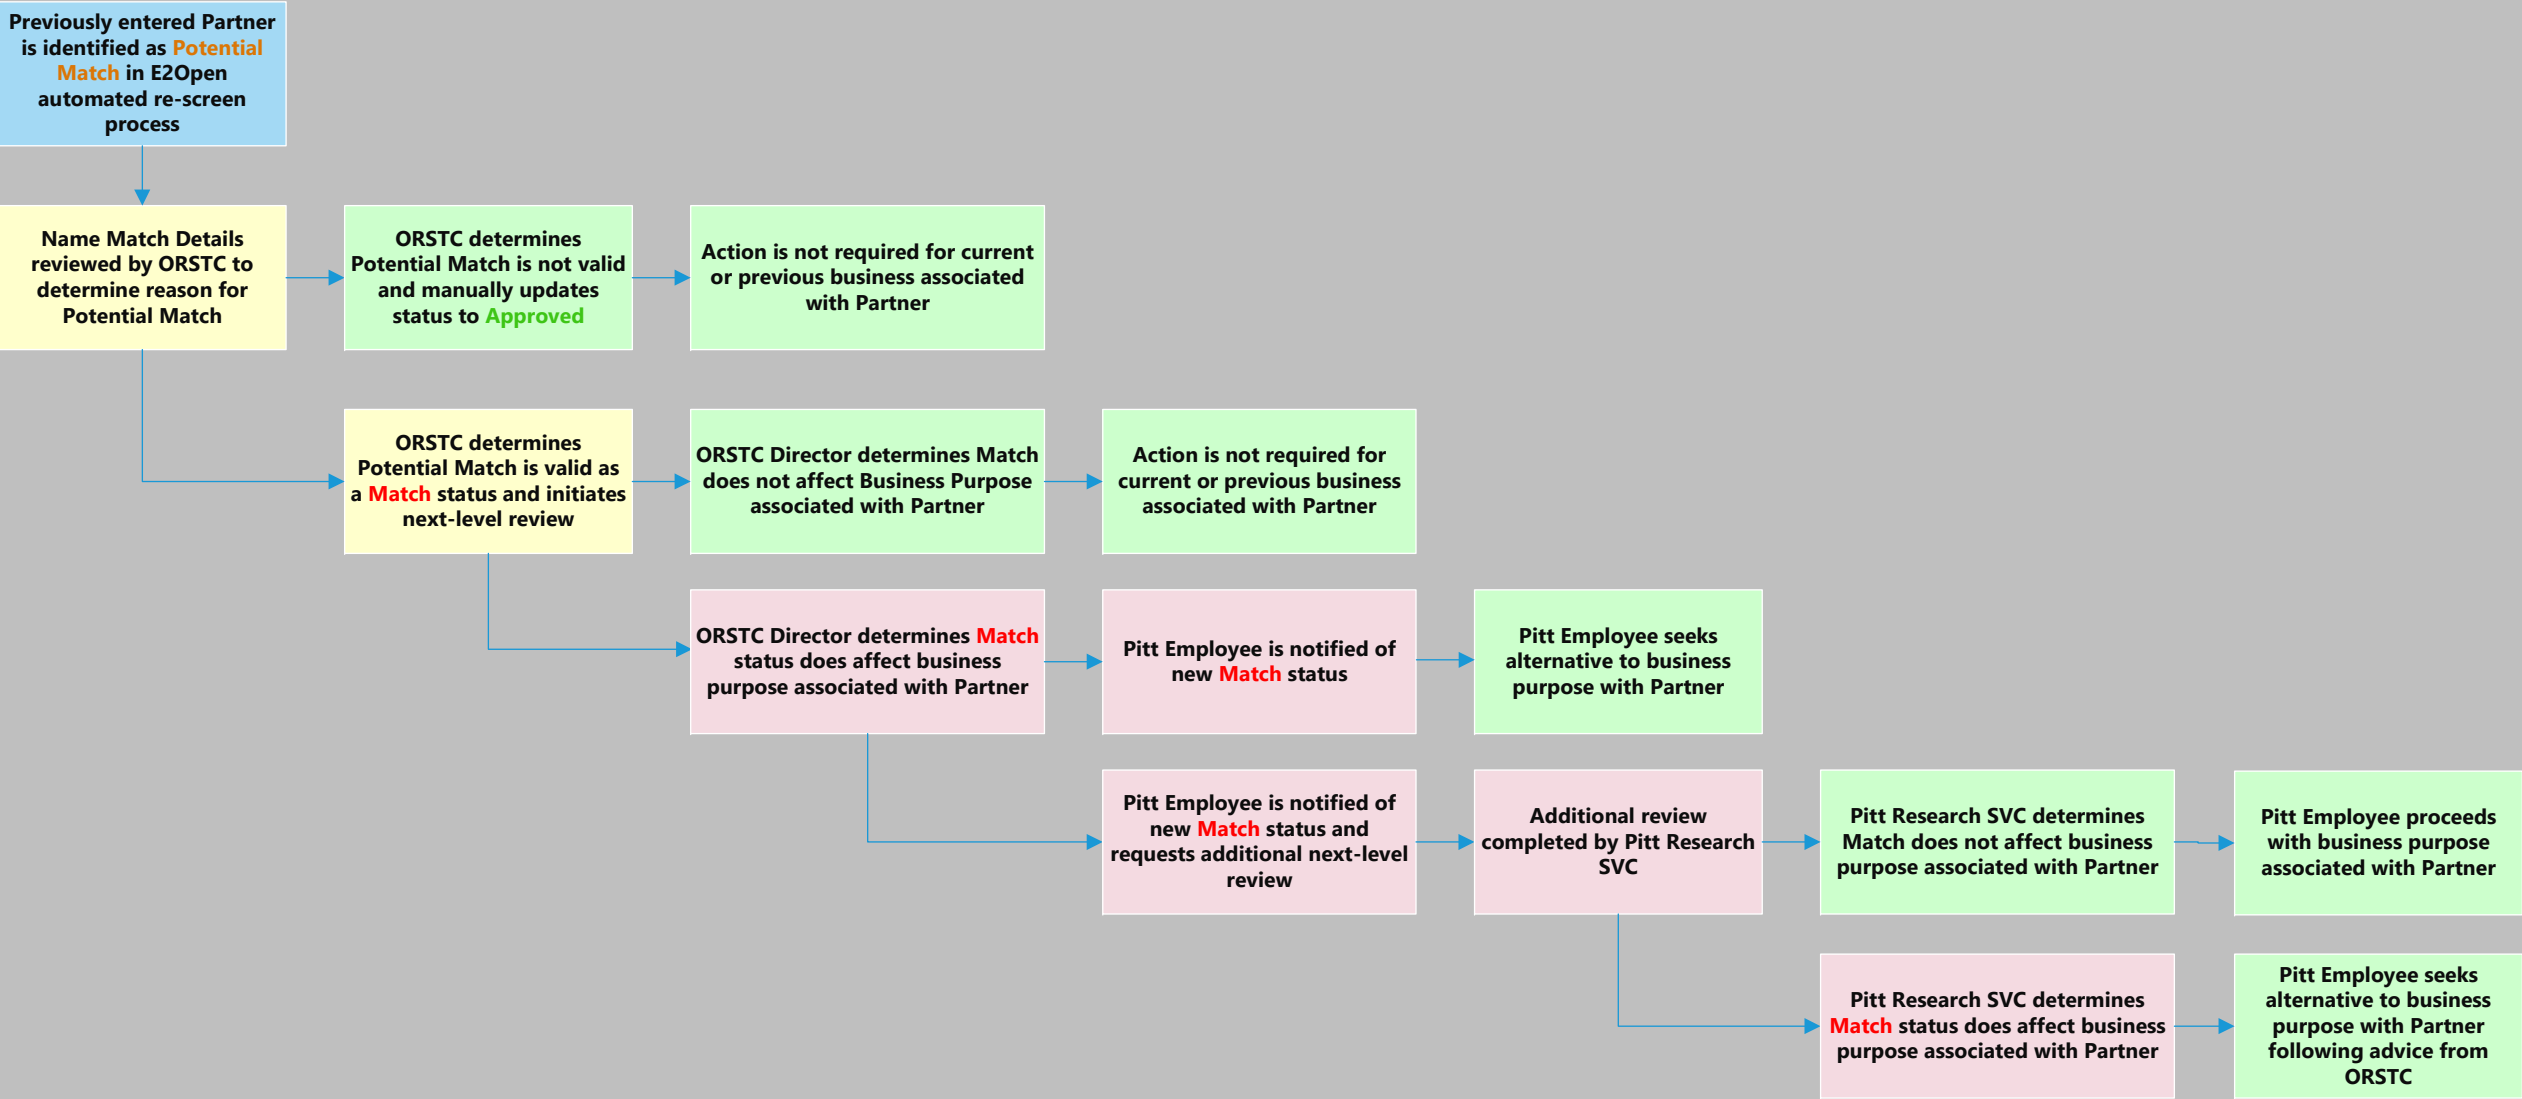 Previously entered Partner
is identified as Potential
Match in E2Open
automated re-screen
process
Name Match Details
reviewed by ORSTC to
determine reason for
Potential Match
ORSTC determines
Potential Match is not valid
and manually updates
status to Approved
Action is not required for current
or previous business associated
with Partner
ORSTC determines
Potential Match is valid as
a Match status and initiates
next-level review
ORSTC Director determines Match
does not affect Business Purpose
associated with Partner
Action is not required for
current or previous business
associated with Partner
ORSTC Director determines Match
status does affect business
purpose associated with Partner
Pitt Employee is notified of
new Match status
Pitt Employee seeks
alternative to business
purpose with Partner
Pitt Employee is notified of
new Match status and
requests additional next-level
review
Additional review
completed by Pitt Research
SVC
Pitt Research SVC determines
Match does not affect business
purpose associated with Partner
Pitt Employee proceeds
with business purpose
associated with Partner
Pitt Research SVC determines
Match status does affect business
purpose associated with Partner
Pitt Employee seeks
alternative to business
purpose with Partner
following advice from
ORSTC